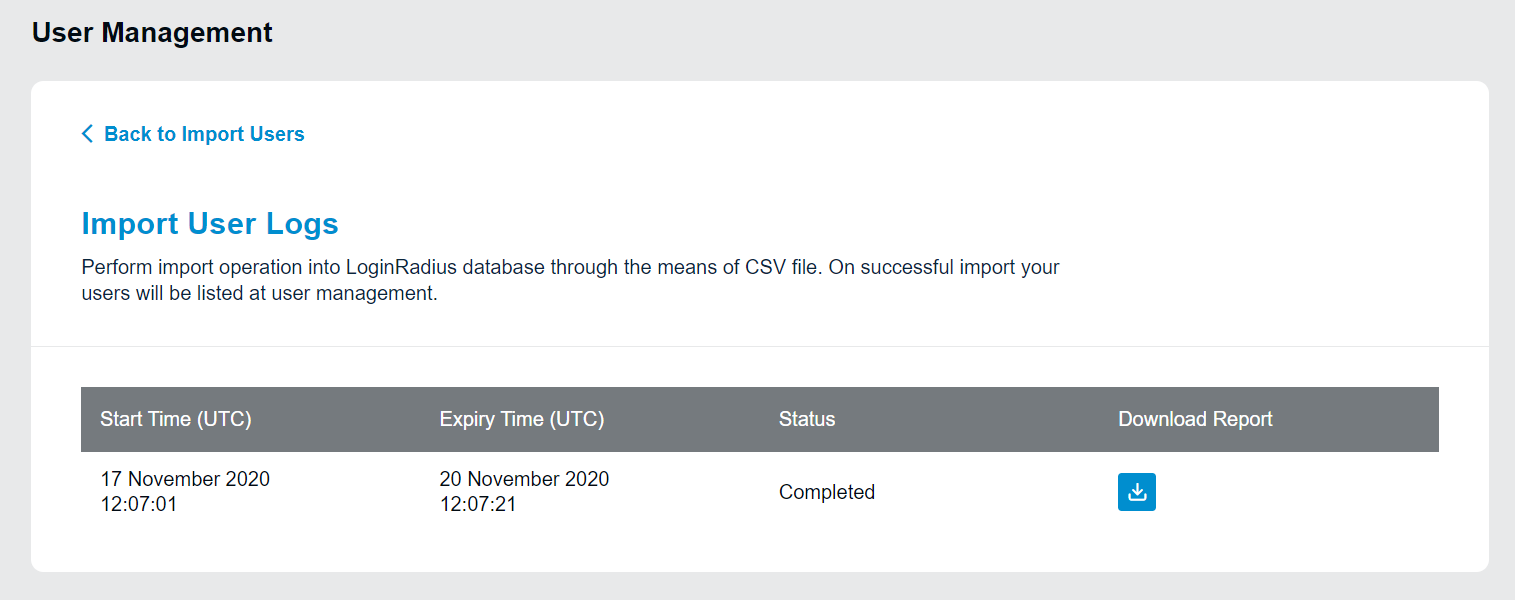 User Management
Back to Import Users
Import User Logs
Perform import operation into LoginRadius database through the means of CSV file. On successful import your
users will be listed at user management.
Start Time (UTC) Expiry Time (UTC) Status Download Report
17 November 2020 20 November 2020
12:07:01 12:07:21
Completed